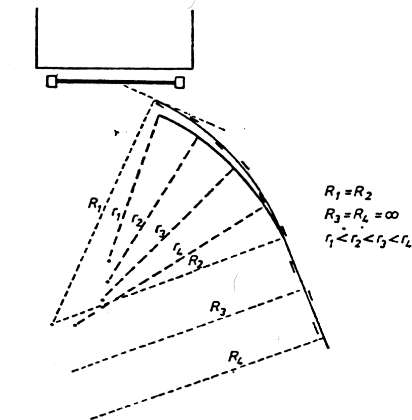 R₁
r₁
r₂
r₃
r₄
R₂
R₃
R₄
R₁=R₂
R₃=R₄=∞
r₁<r₂<r₃<r₄